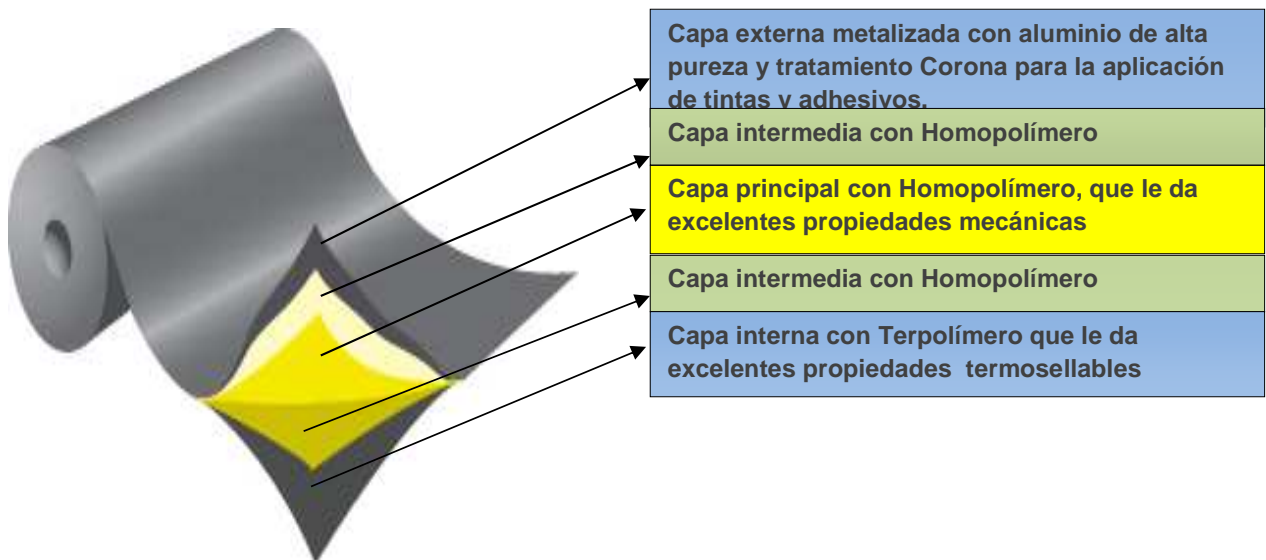 Capa externa metalizada con aluminio de alta
pureza y tratamiento Corona para la aplicación
de tintas y adhesivos.
Capa intermedia con Homopolímero
Capa principal con Homopolímero, que le da
excelentes propiedades mecánicas
Capa intermedia con Homopolímero
Capa interna con Terpolímero que le da
excelentes propiedades termosellables